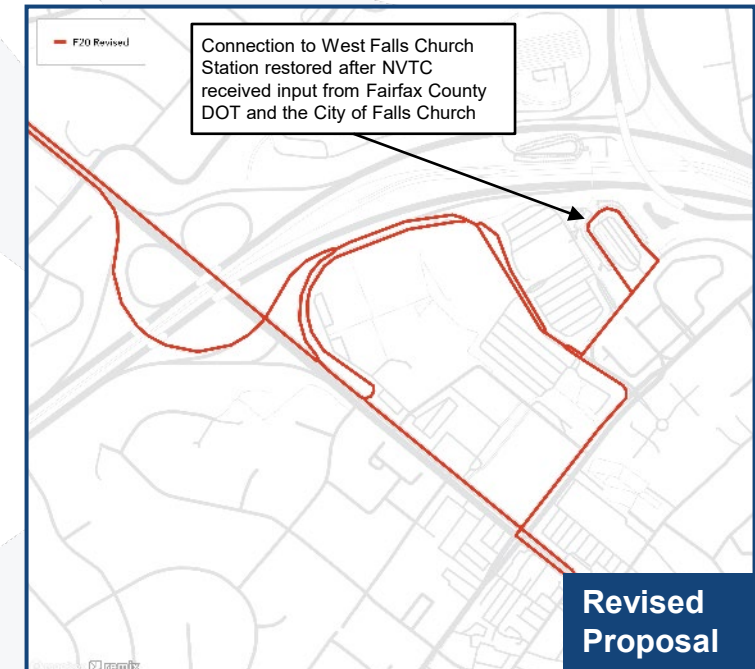 F20 Revised
Connection to West Falls Church
Station restored after NVTC
received input from Fairfax County
DOT and the City of Falls Church
Revised
Proposal
remix